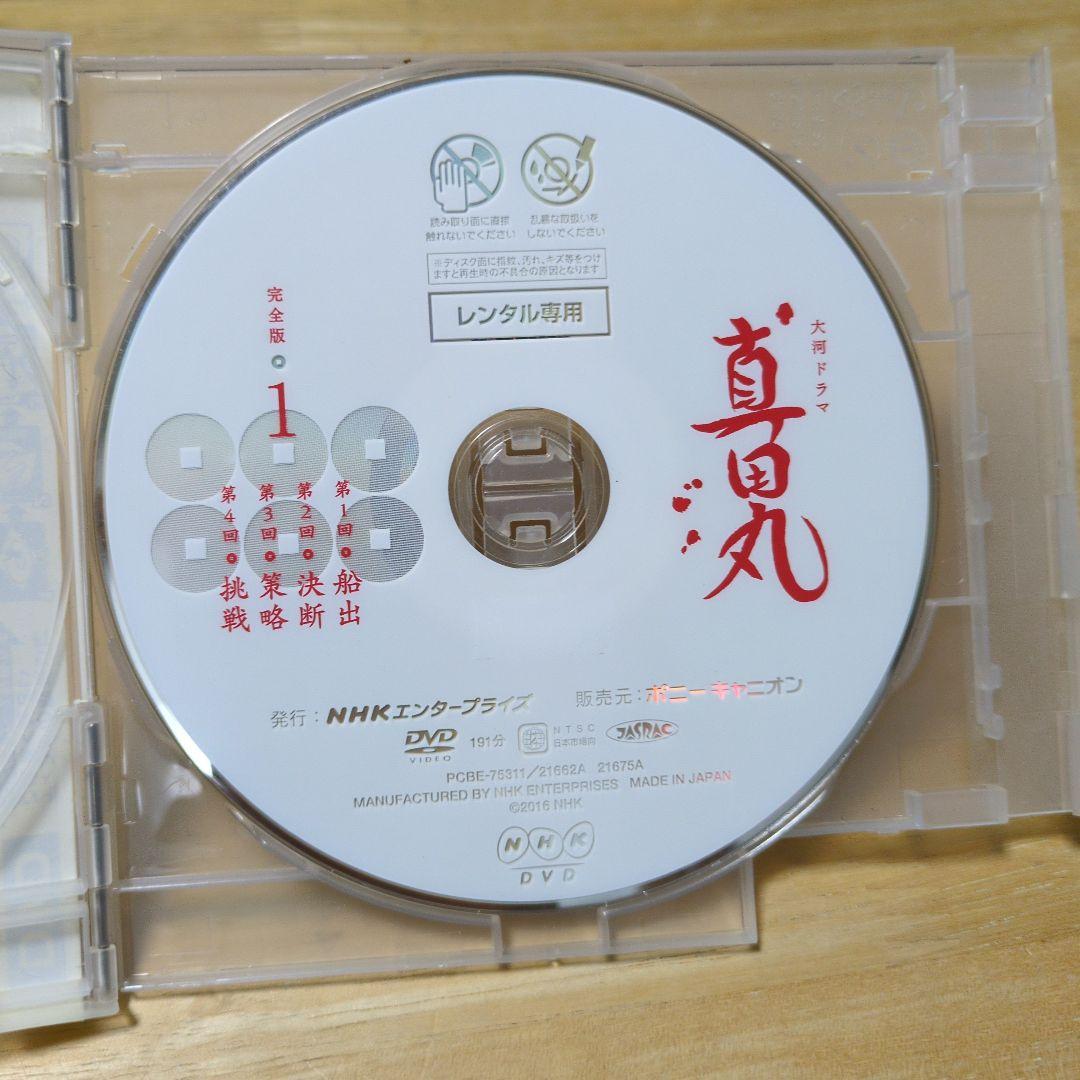 読み取り面に直接
触れないでください
乱暴な取扱いを
しないでください
※ディスク面に指紋、汚れ、キズ等をつけ
ますと再生時の不具合の原因となります
レンタル専用
大河ドラマ
真田丸
完全版
1
第1回 船出
第2回 決断
第3回 策略
第4回 挑戦
発行：NHKエンタープライズ
販売元：ポニーキャニオン
DVD
VIDEO
191分
2
NTSC
日本市場向
JASRAC
PCBE-75311/21662A 21675A
MANUFACTURED BY NHK ENTERPRISES MADE IN JAPAN
©2016 NHK
NHK
DVD